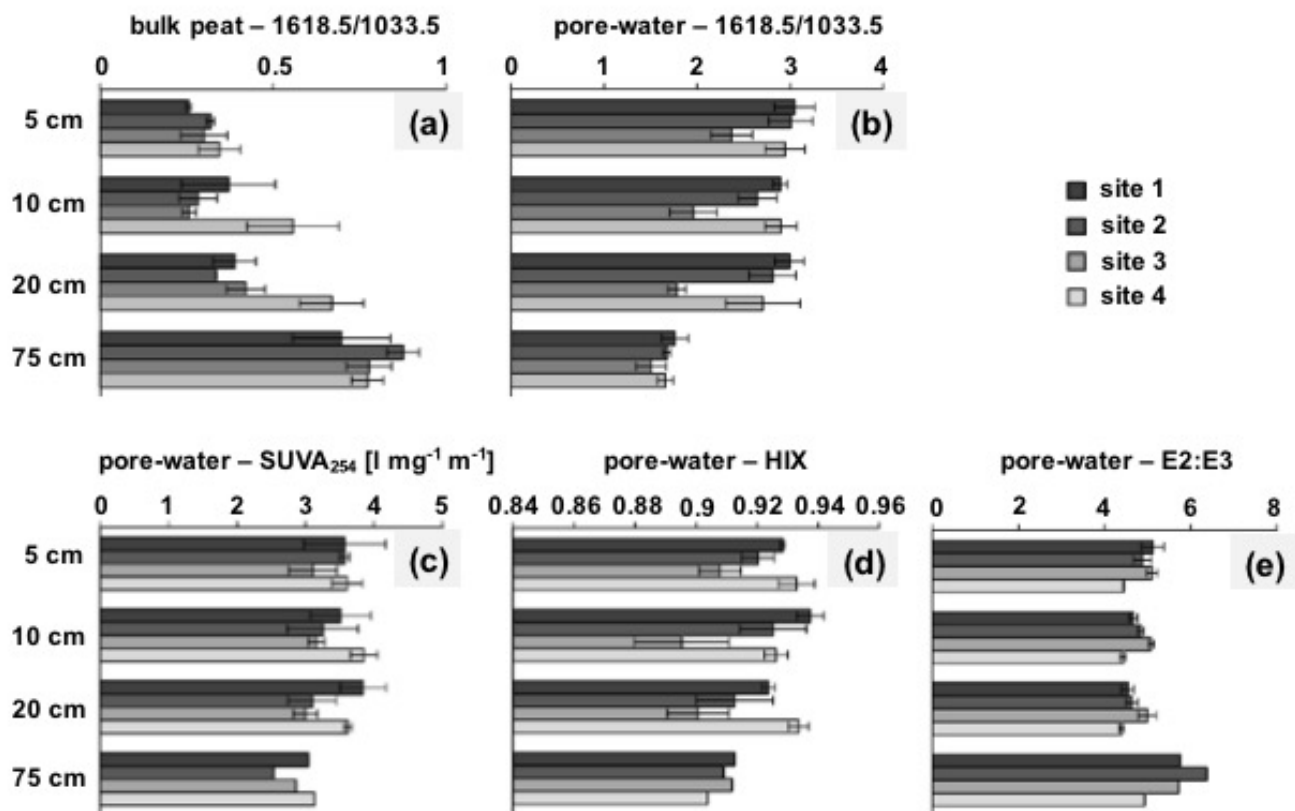 bulk peat – 1618.5/1033.5
0 0.5 1
5 cm
10 cm
20 cm
75 cm
(a)
pore-water – 1618.5/1033.5
0 1 2 3 4
(b)
site 1
site 2
site 3
site 4
pore-water – SUVA₂₅₄ [l mg⁻¹ m⁻¹]
0 1 2 3 4 5
5 cm
10 cm
20 cm
75 cm
(c)
pore-water – HIX
0.84 0.86 0.88 0.9 0.92 0.94 0.96
(d)
pore-water – E2:E3
0 2 4 6 8
(e)